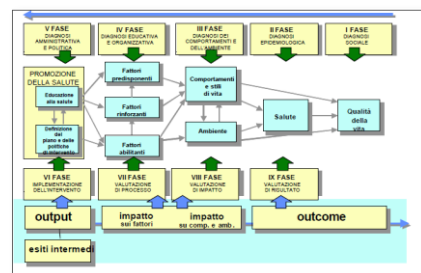 V FASE
DIAGNOSI
AMMINISTRATIVA
E POLITICA
IV FASE
DIAGNOSI EDUCATIVA
E ORGANIZZATIVA
III FASE
DIAGNOSI DEI
COMPORTAMENTI E
DELL'AMBIENTE
II FASE
DIAGNOSI
EPIDEMIOLOGICA
I FASE
DIAGNOSI
SOCIALE
PROMOZIONE
DELLA SALUTE
Educazione
alla salute
Definizione
del
piano e delle
politiche
di intervento
Fattori
predisponenti
Fattori
rinforzanti
Fattori
abilitanti
Comportamenti
e stili
di vita
Ambiente
Salute
Qualità
della
vita
VI FASE
IMPLEMENTAZIONE
DELL'INTERVENTO
VII FASE
VALUTAZIONE
DI PROCESSO
VIII FASE
VALUTAZIONE
DI IMPATTO
IX FASE
VALUTAZIONE
DI RISULTATO
output
impatto
sui fattori
impatto
su comp. e amb.
outcome
esiti intermedi